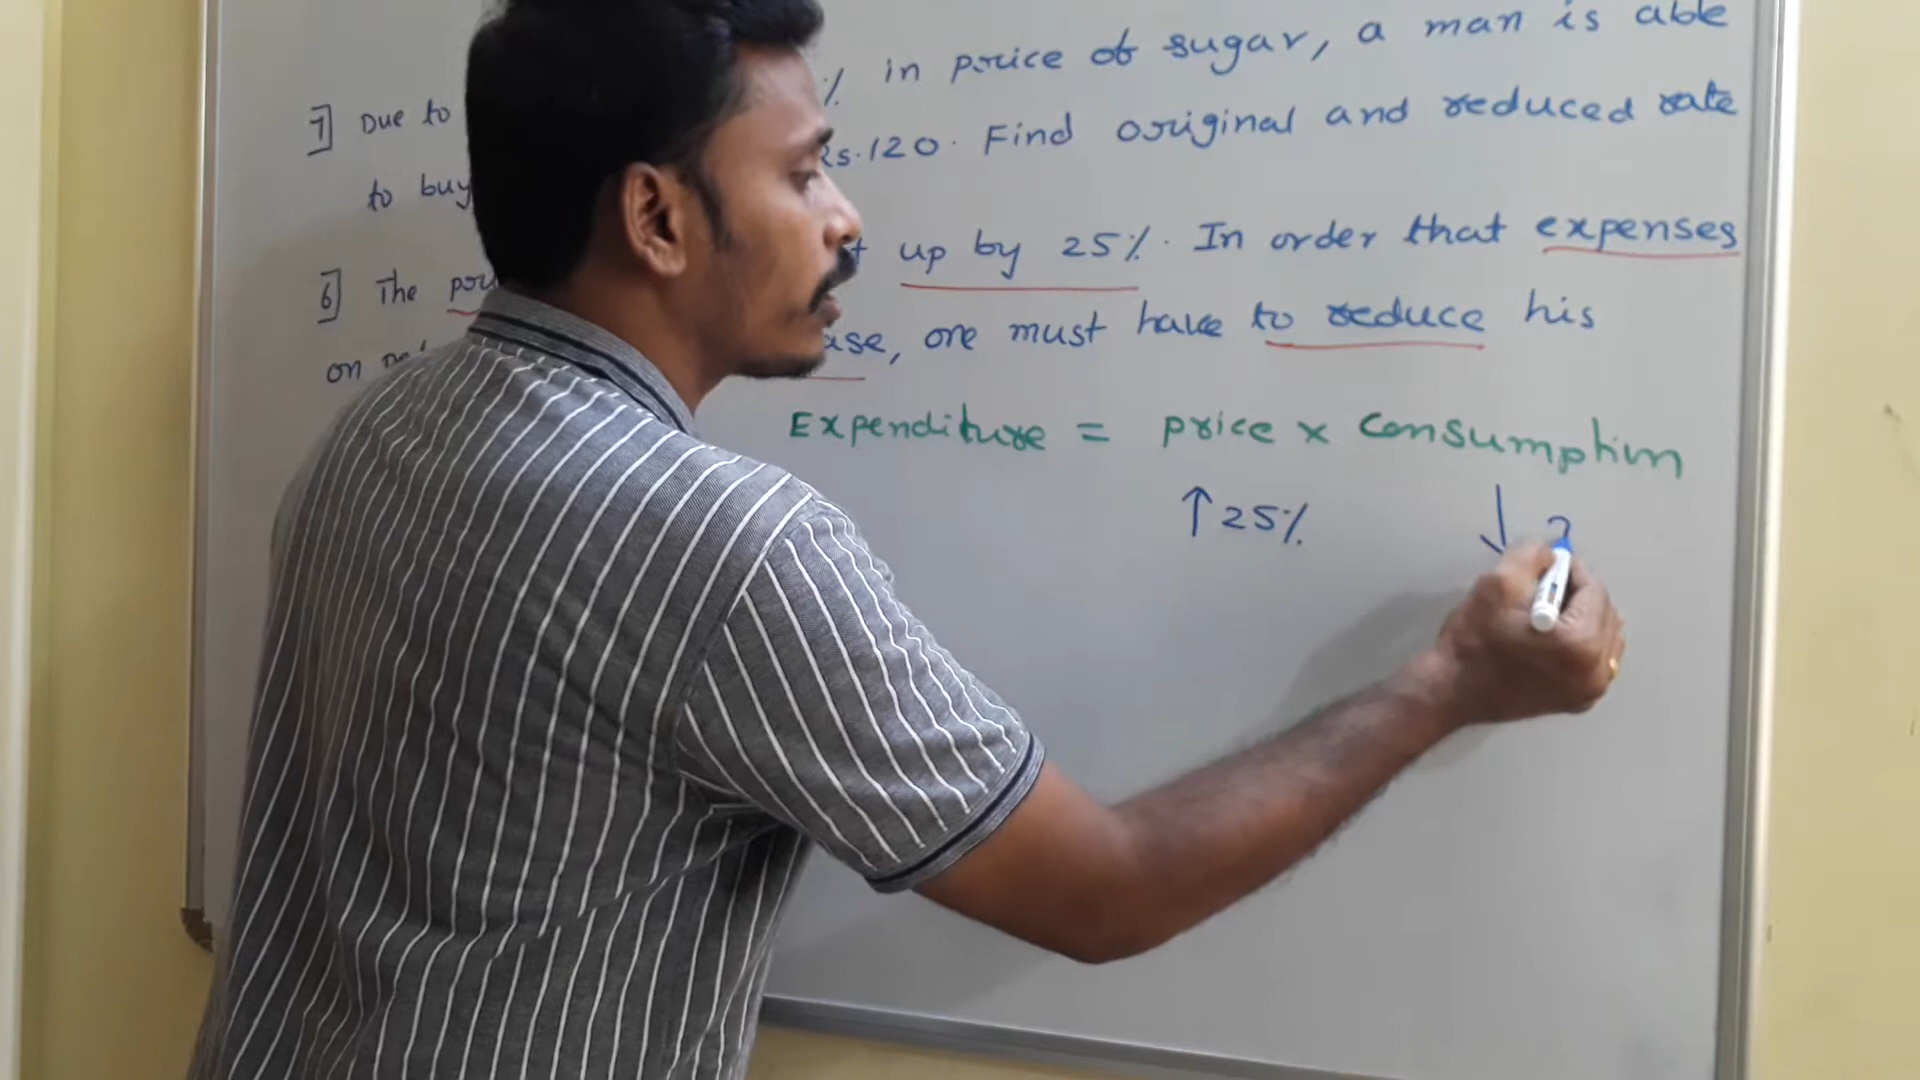 7] Due to % in price of sugar, a man is able
to buy Rs.120. Find original and reduced rate
6] The up by 25%. In order that expenses
on , one must have to reduce his
Expenditure = price x consumption
↑ 25% ↓ ?